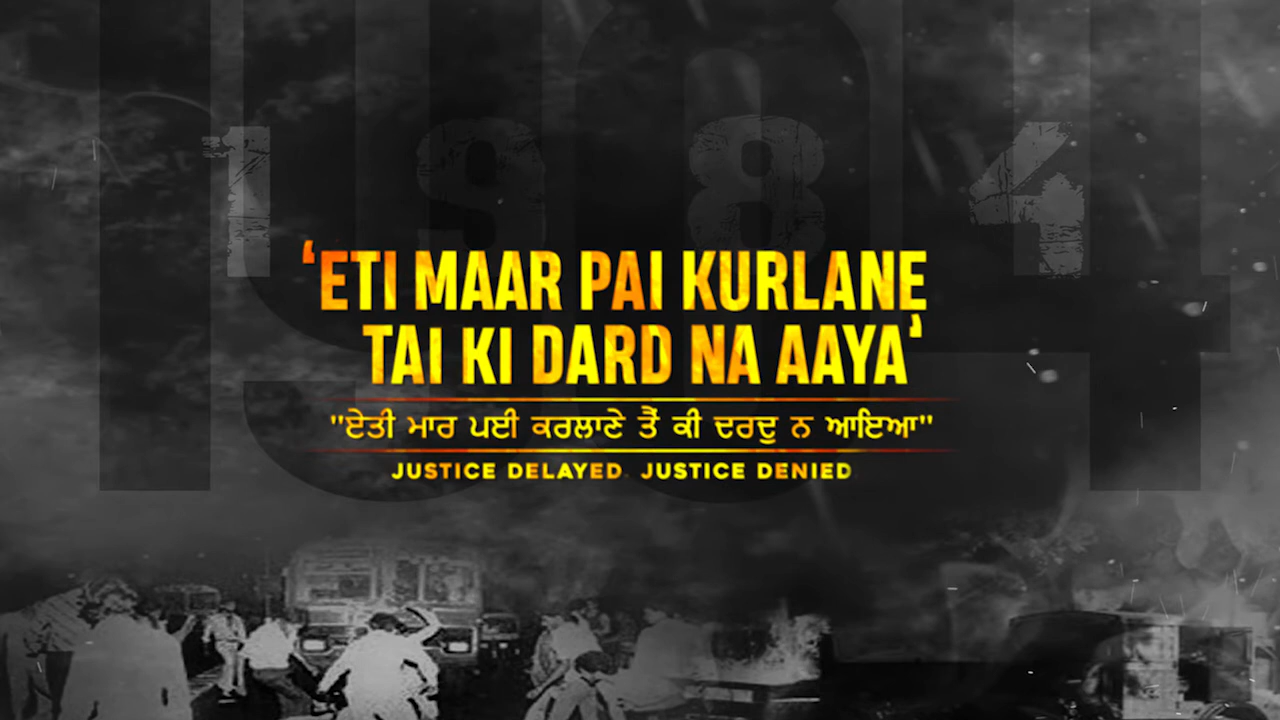 1984
'ETI MAAR PAI KURLANE
TAI KI DARD NA AAYA'
"ਏਤੀ ਮਾਰ ਪਈ ਕਰਲਾਣੇ ਤੈਂ ਕੀ ਦਰਦੁ ਨ ਆਇਆ"
JUSTICE DELAYED. JUSTICE DENIED.